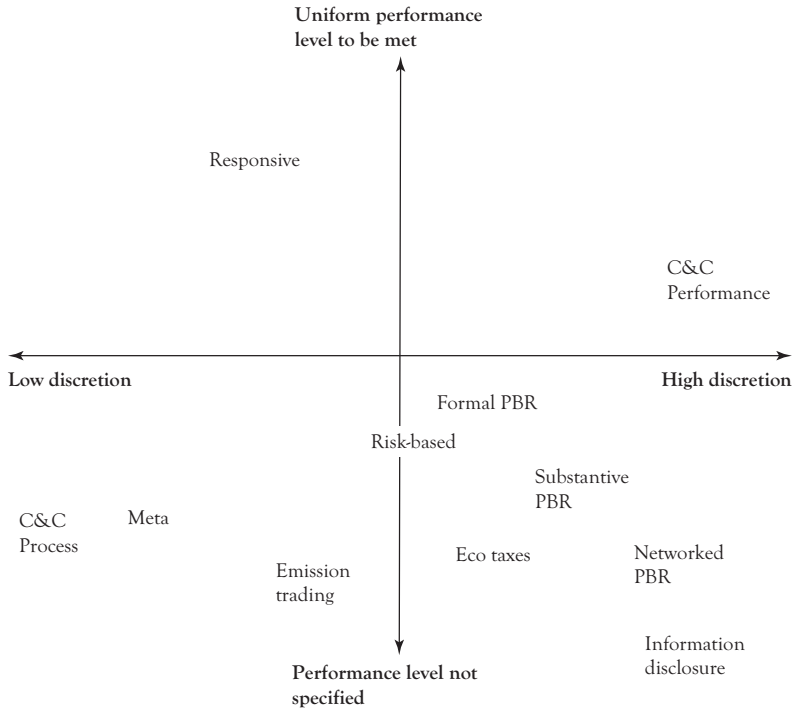 Uniform performance
level to be met
Responsive
C&C
Performance
Low discretion
High discretion
Formal PBR
Risk-based
Substantive
PBR
C&C
Process
Meta
Emission
trading
Eco taxes
Networked
PBR
Information
disclosure
Performance level not
specified